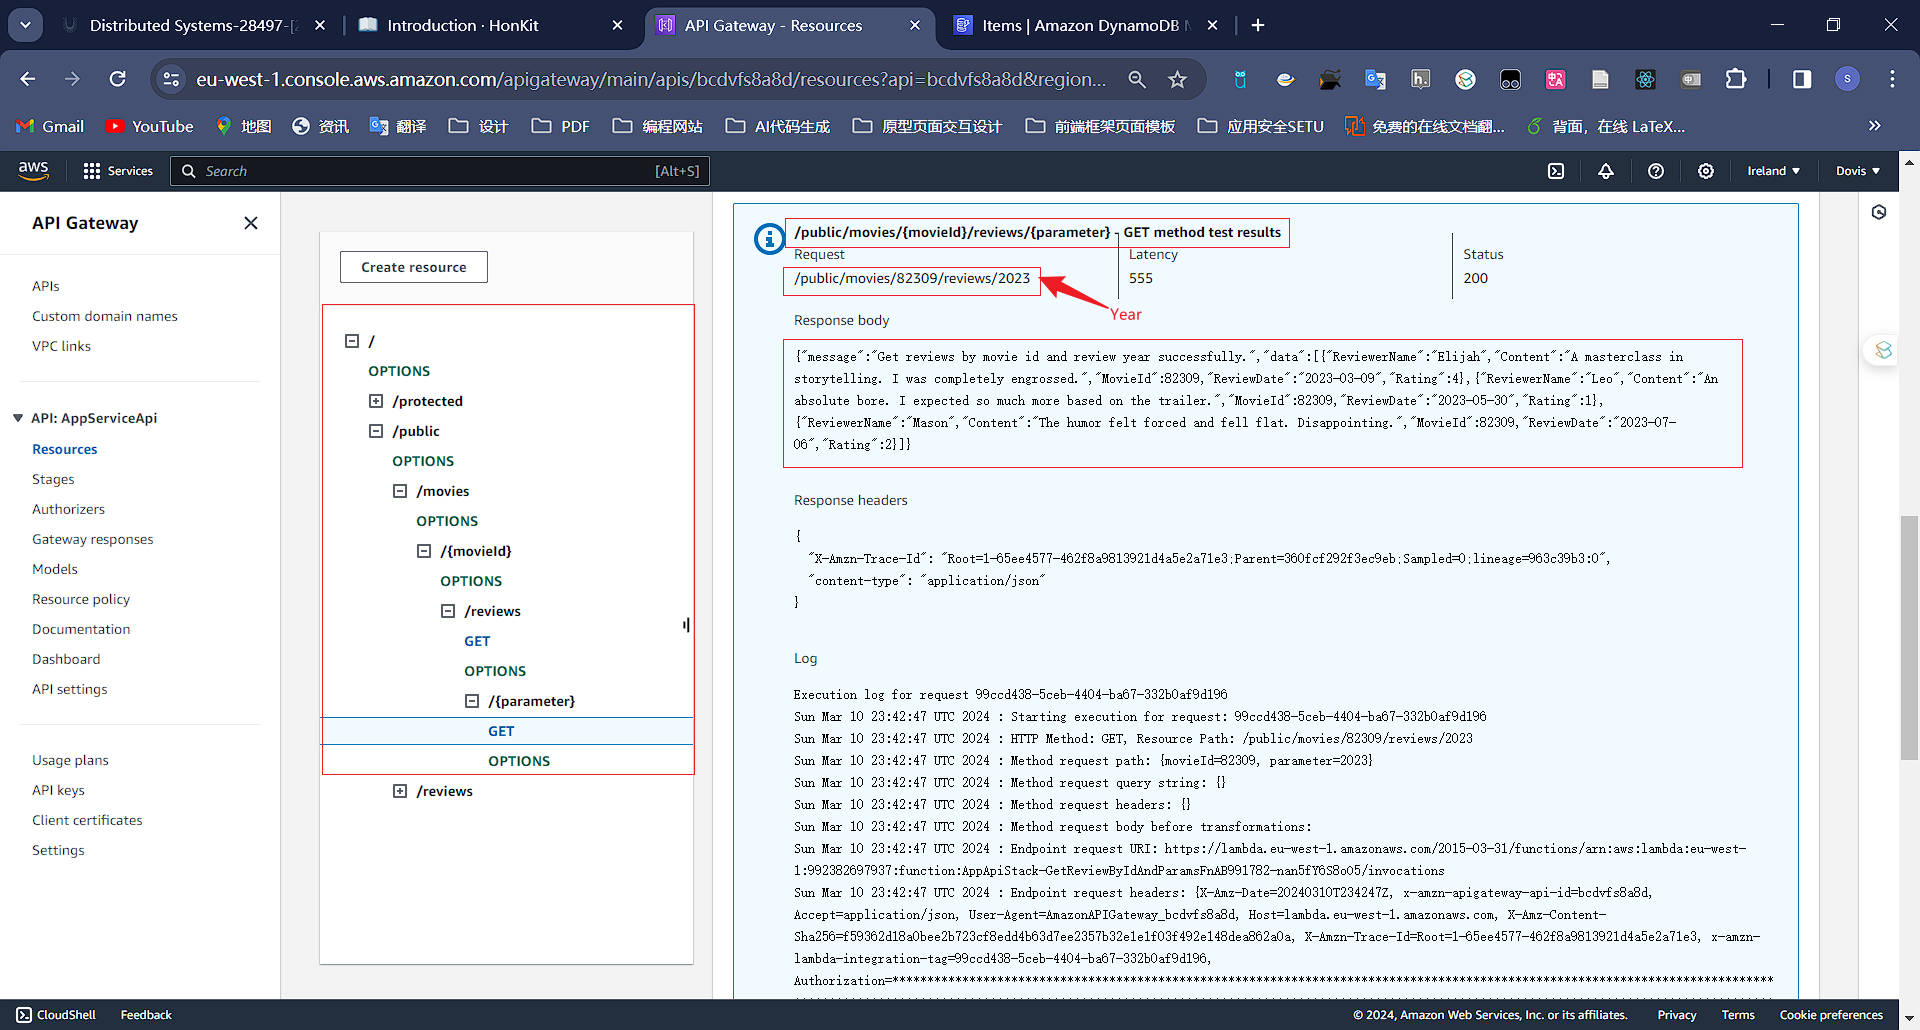 Distributed Systems-28497-[2
Introduction · HonKit
API Gateway - Resources
Items | Amazon DynamoDB
eu-west-1.console.aws.amazon.com/apigateway/main/apis/bcdvfs8a8d/resources?api=bcdvfs8a8d&region...
S
Gmail
YouTube
地图
资讯
翻译
设计
PDF
编程网站
AI代码生成
原型页面交互设计
前端框架页面模板
应用安全SETU
免费的在线文档翻...
背面，在线 LaTeX...
aws
Services
Search
[Alt+S]
Ireland
Dovis
API Gateway
APIs
Custom domain names
VPC links
API: AppServiceApi
Resources
Stages
Authorizers
Gateway responses
Models
Resource policy
Documentation
Dashboard
API settings
Usage plans
API keys
Client certificates
Settings
Create resource
/
OPTIONS
/protected
/public
OPTIONS
/movies
OPTIONS
/{movieId}
OPTIONS
/reviews
GET
OPTIONS
/{parameter}
GET
OPTIONS
/reviews
/public/movies/{movieId}/reviews/{parameter} - GET method test results
Request
/public/movies/82309/reviews/2023
Latency
555
Status
200
Year
Response body
{"message":"Get reviews by movie id and review year successfully.","data":[{"ReviewerName":"Elijah","Content":"A masterclass in
storytelling. I was completely engrossed.","MovieId":82309,"ReviewDate":"2023-03-09","Rating":4},{"ReviewerName":"Leo","Content":"An
absolute bore. I expected so much more based on the trailer.","MovieId":82309,"ReviewDate":"2023-05-30","Rating":1},
{"ReviewerName":"Mason","Content":"The humor felt forced and fell flat. Disappointing.","MovieId":82309,"ReviewDate":"2023-07-
06","Rating":2}]}
Response headers
{
"X-Amzn-Trace-Id": "Root=1-65ee4577-462f8a9813921d4a5e2a71e3;Parent=360fcf292f3ec9eb;Sampled=0;lineage=963c39b3:0",
"content-type": "application/json"
}
Log
Execution log for request 99ccd438-5ceb-4404-ba67-332b0af9d196
Sun Mar 10 23:42:47 UTC 2024 : Starting execution for request: 99ccd438-5ceb-4404-ba67-332b0af9d196
Sun Mar 10 23:42:47 UTC 2024 : HTTP Method: GET, Resource Path: /public/movies/82309/reviews/2023
Sun Mar 10 23:42:47 UTC 2024 : Method request path: {movieId=82309, parameter=2023}
Sun Mar 10 23:42:47 UTC 2024 : Method request query string: {}
Sun Mar 10 23:42:47 UTC 2024 : Method request headers: {}
Sun Mar 10 23:42:47 UTC 2024 : Method request body before transformations:
Sun Mar 10 23:42:47 UTC 2024 : Endpoint request URI: https://lambda.eu-west-1.amazonaws.com/2015-03-31/functions/arn:aws:lambda:eu-west-
1:992382697937:function:AppApiStack-GetReviewByIdAndParamsFnAB991782-nan5fY6S8o05/invocations
Sun Mar 10 23:42:47 UTC 2024 : Endpoint request headers: {X-Amz-Date=20240310T234247Z, x-amzn-apigateway-api-id=bcdvfs8a8d,
Accept=application/json, User-Agent=AmazonAPIGateway_bcdvfs8a8d, Host=lambda.eu-west-1.amazonaws.com, X-Amz-Content-
Sha256=f59362d18a0bee2b723cf8edd4b63d7ee2357b32e1e1f03f492e148dea862a0a, X-Amzn-Trace-Id=Root=1-65ee4577-462f8a9813921d4a5e2a71e3, x-amzn-
lambda-integration-tag=99ccd438-5ceb-4404-ba67-332b0af9d196,
Authorization=*********************************************************************************************************************
CloudShell
Feedback
© 2024, Amazon Web Services, Inc. or its affiliates.
Privacy
Terms
Cookie preferences